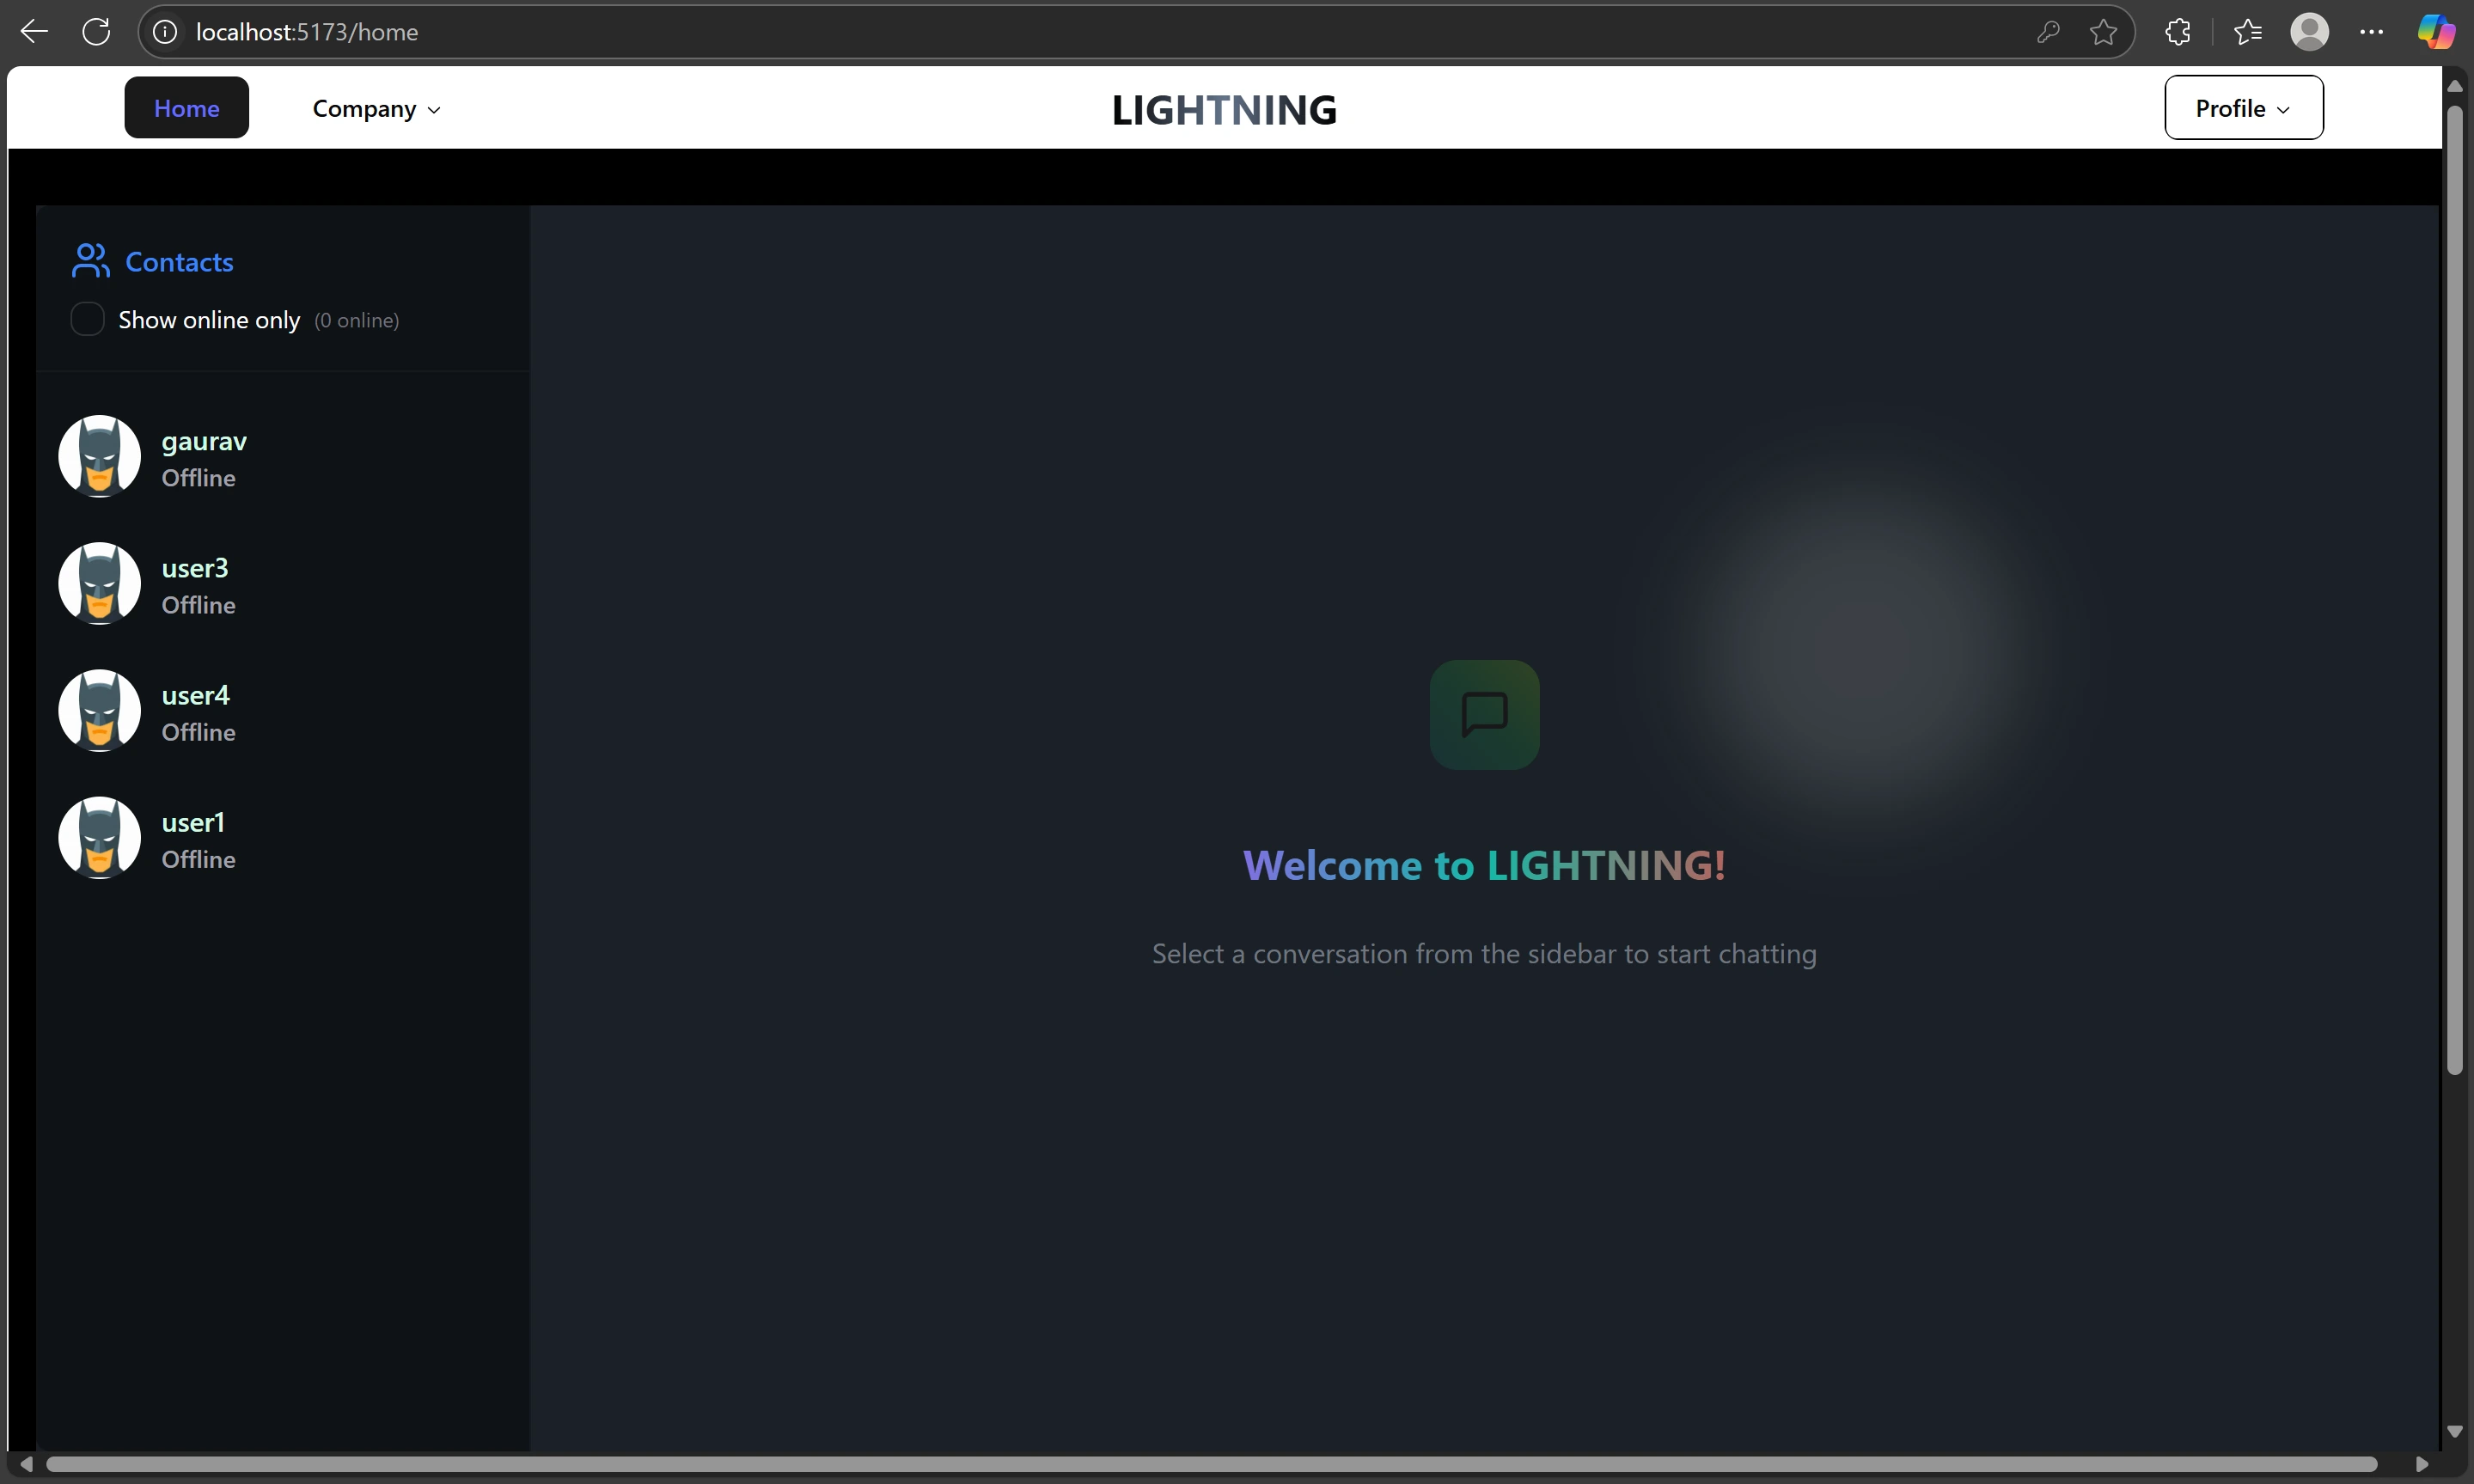 localhost:5173/home
Home
Company
LIGHTNING
Profile
Contacts
Show online only (0 online)
gaurav
Offline
user3
Offline
user4
Offline
user1
Offline
Welcome to LIGHTNING!
Select a conversation from the sidebar to start chatting